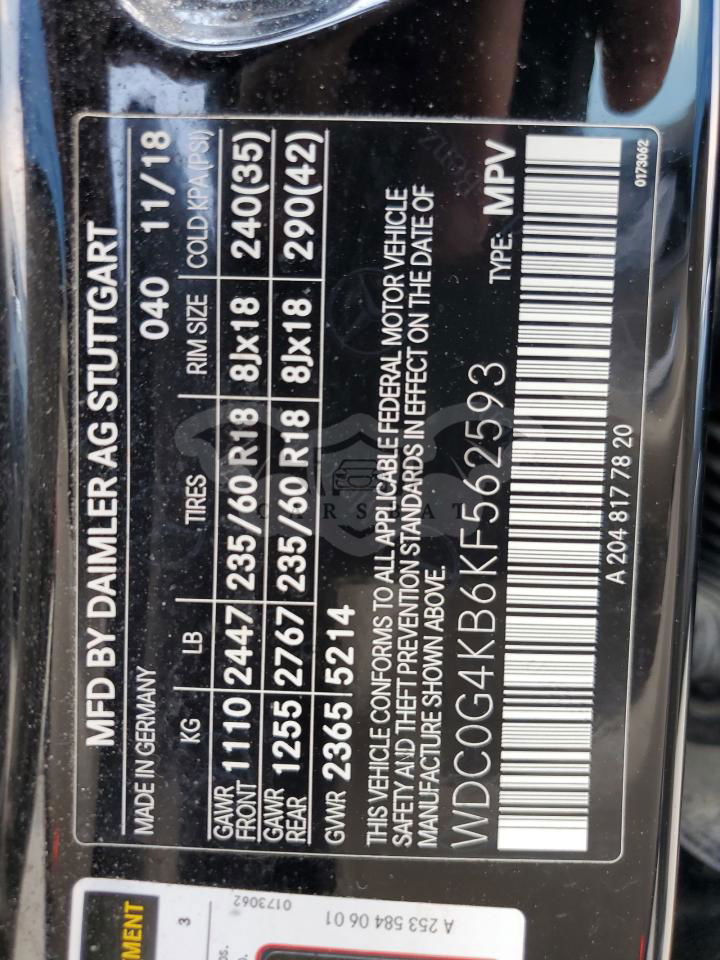 MFD BY DAIMLER AG STUTTGART
MADE IN GERMANY 040 11/18
KG LB TIRES RIM SIZE COLD KPA(PSI)
GAWR FRONT 1110 2447 235/60 R18 8Jx18 240(35)
GAWR REAR 1255 2767 235/60 R18 8Jx18 290(42)
GVWR 2365 5214
THIS VEHICLE CONFORMS TO ALL APPLICABLE FEDERAL MOTOR VEHICLE
SAFETY AND THEFT PREVENTION STANDARDS IN EFFECT ON THE DATE OF
MANUFACTURE SHOWN ABOVE.
WDC0G4KB6KF562593 TYPE: MPV
A 204 817 78 20
0173062
A 253 584 06 01
0173062
3